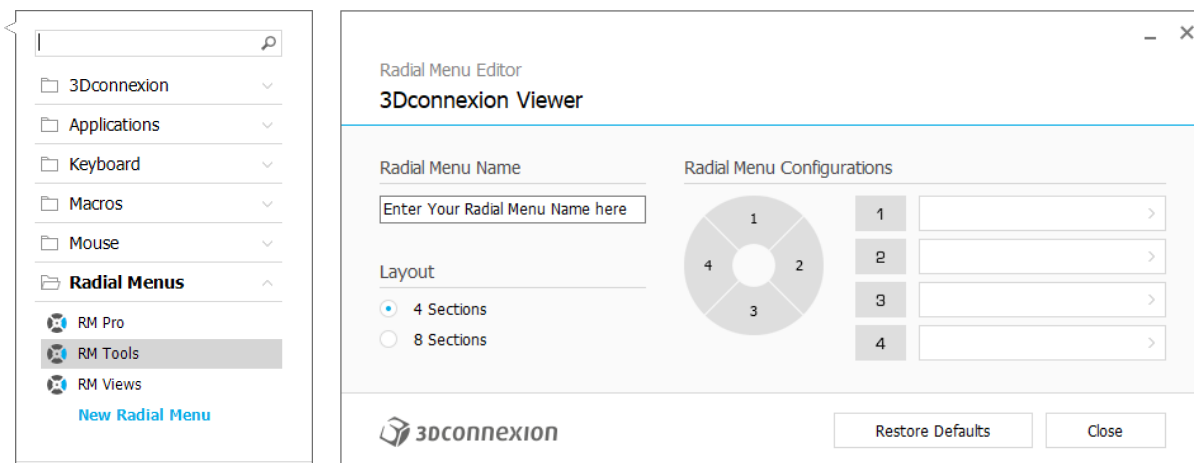 3Dconnexion
Applications
Keyboard
Macros
Mouse
Radial Menus
RM Pro
RM Tools
RM Views
New Radial Menu
Radial Menu Editor
3Dconnexion Viewer
Radial Menu Name
Enter Your Radial Menu Name here
Layout
4 Sections
8 Sections
Radial Menu Configurations
1
4 2
3
1
2
3
4
3Dconnexion
Restore Defaults Close